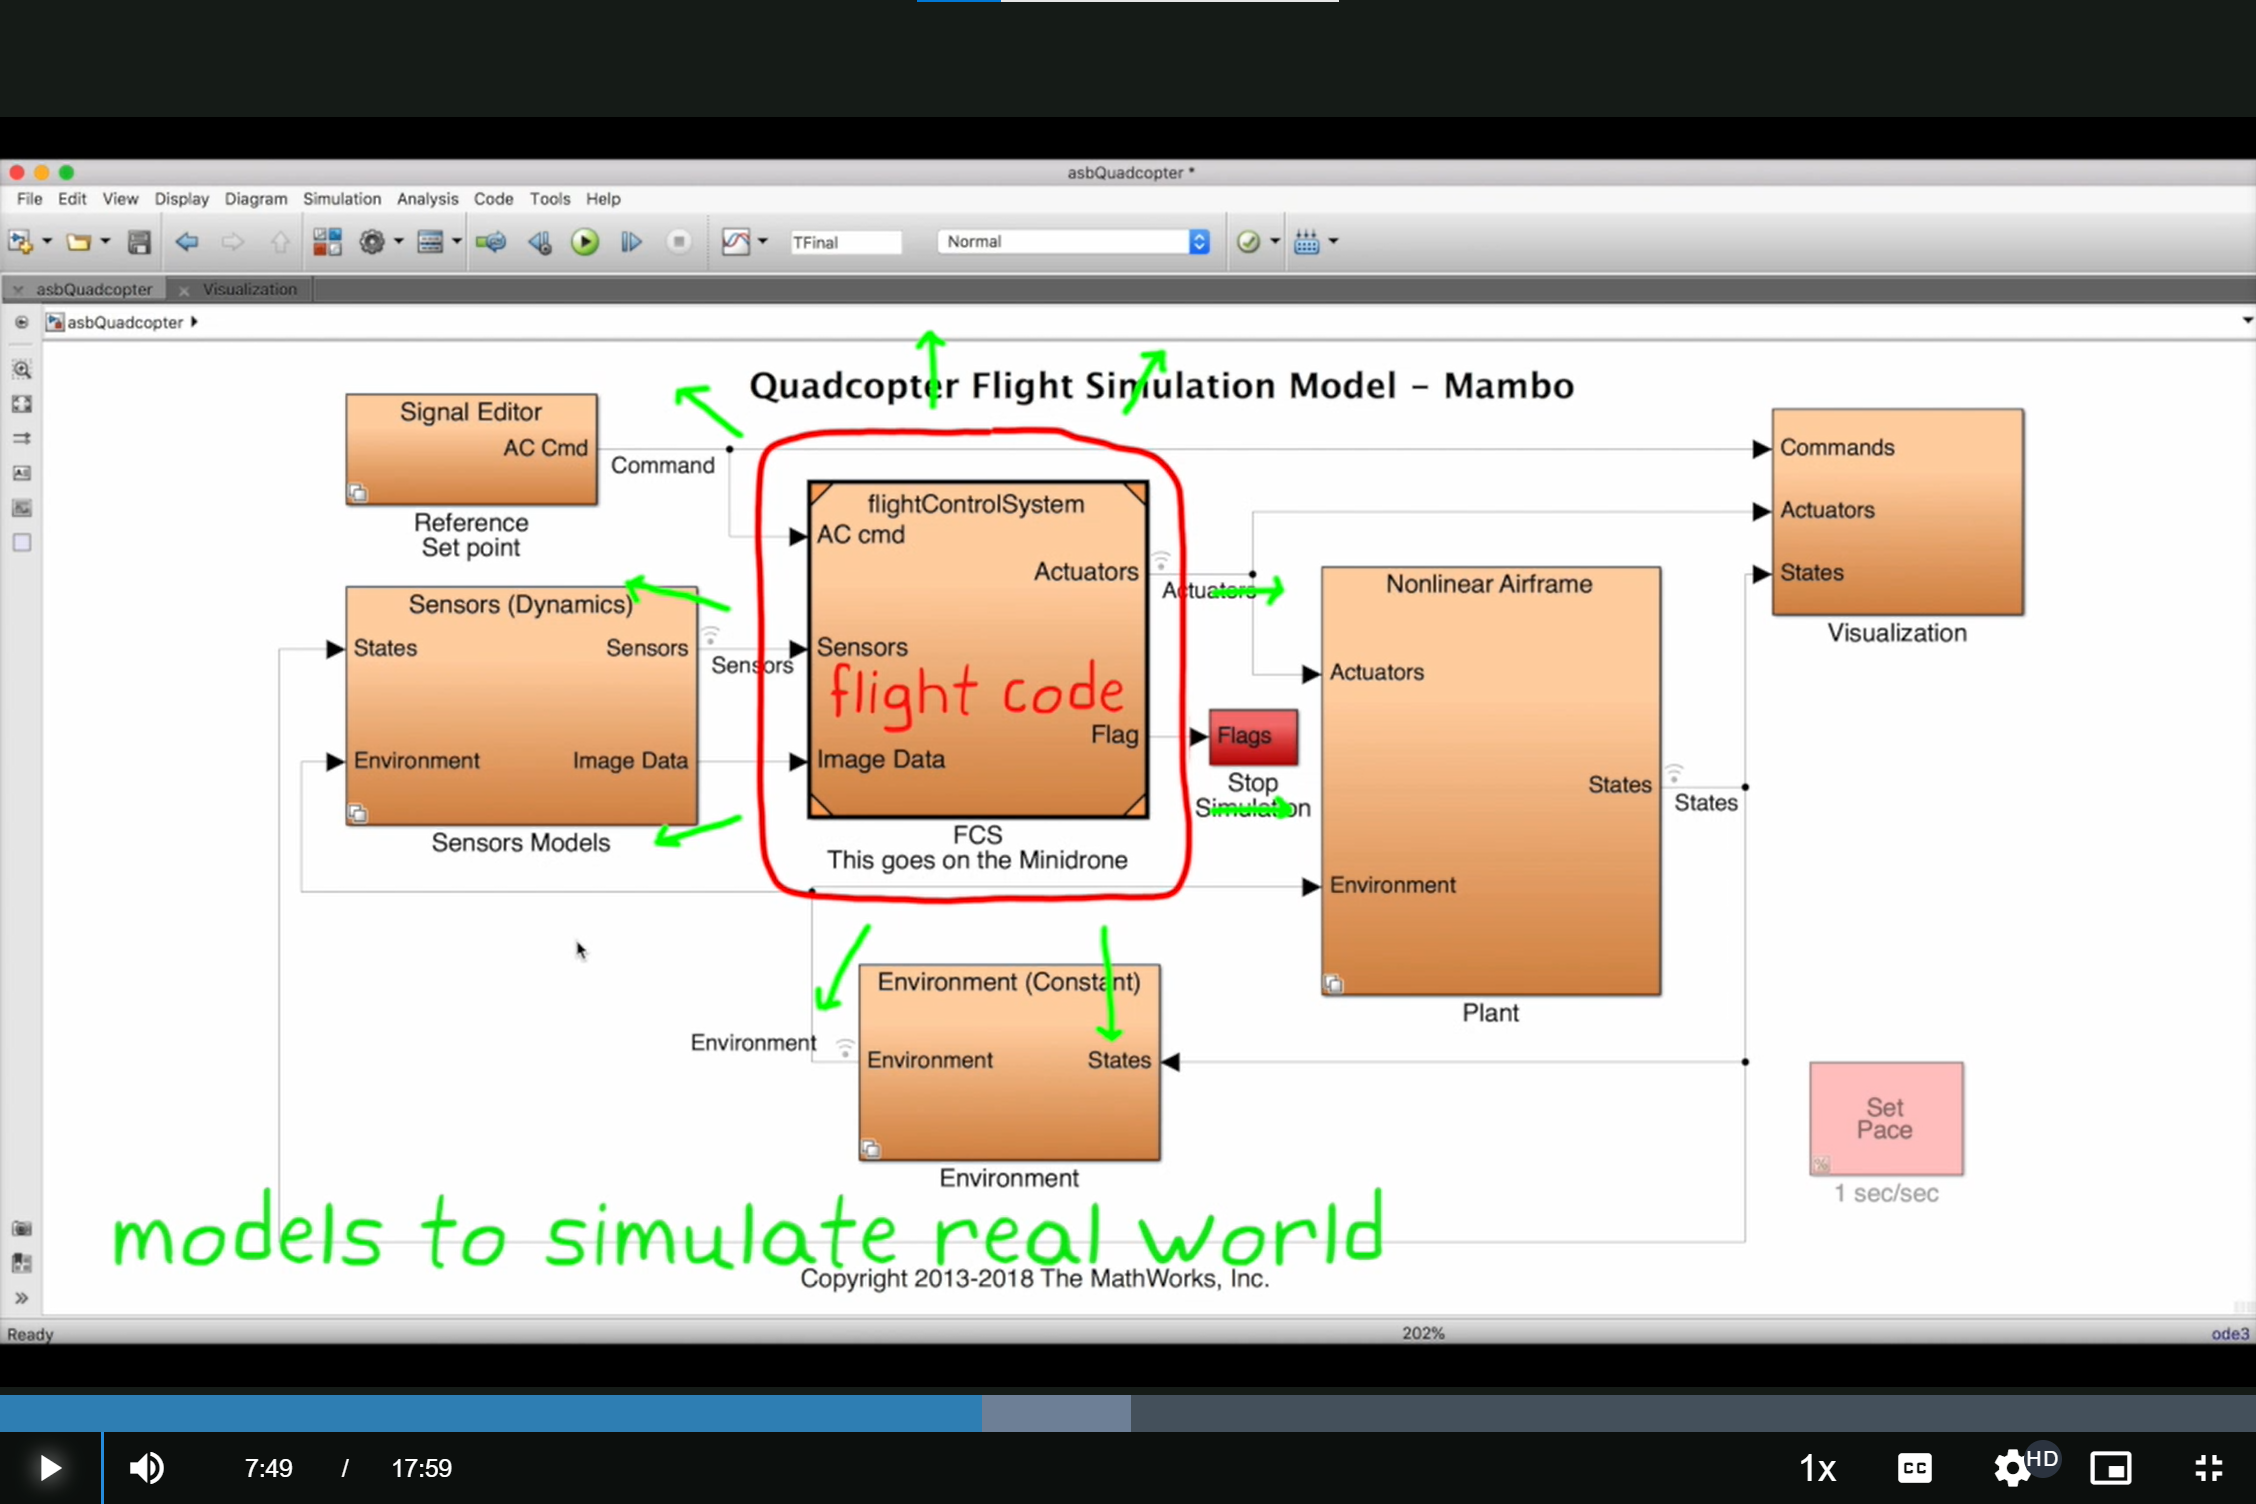 asbQuadcopter *
File Edit View Display Diagram Simulation Analysis Code Tools Help
TFinal Normal
asbQuadcopter Visualization
asbQuadcopter
Quadcopter Flight Simulation Model – Mambo
Signal Editor
AC Cmd
Reference
Set point
Command
Sensors (Dynamics)
States
Sensors
Environment
Image Data
Sensors Models
Sensors
flightControlSystem
AC cmd
Actuators
Sensors
flight code
Flag
Image Data
FCS
This goes on the Minidrone
Actuators
Flags
Stop
Simulation
Nonlinear Airframe
Actuators
States
Environment
Plant
States
Commands
Actuators
States
Visualization
Environment (Constant)
Environment
Environment
States
Environment
Set
Pace
1 sec/sec
models to simulate real world
Copyright 2013-2018 The MathWorks, Inc.
Ready 202% ode3
7:49 / 17:59 1x CC HD